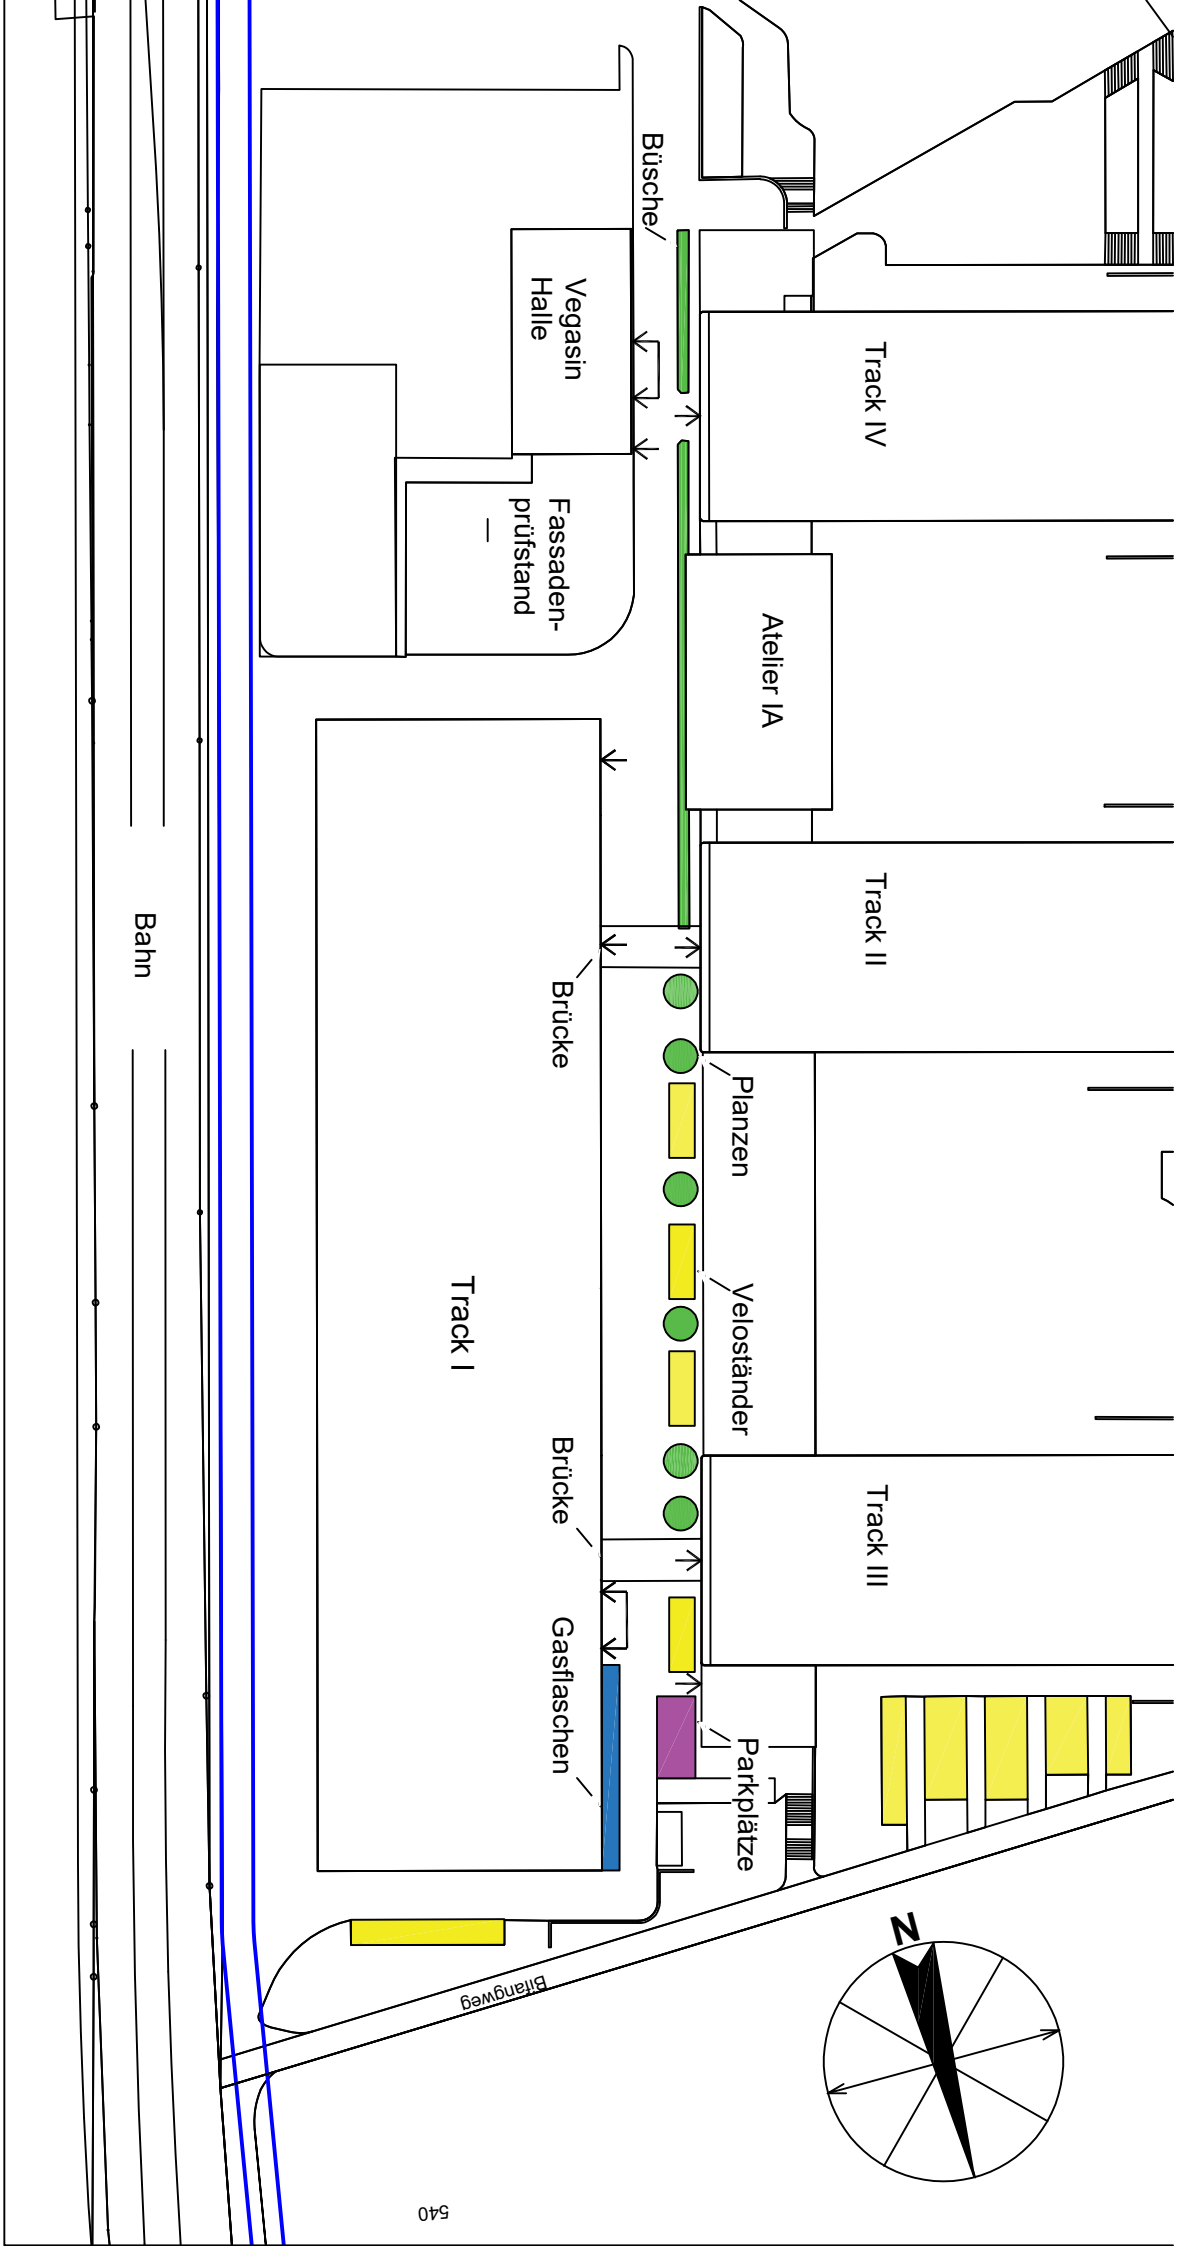 Büsche
Vegasin
Halle
Track IV
Fassaden-
prüfstand
Atelier IA
Track II
Bahn
Brücke
Planzen
Veloständer
Track I
Brücke
Track III
Gasflaschen
Parkplätze
N
Bifangweg
540